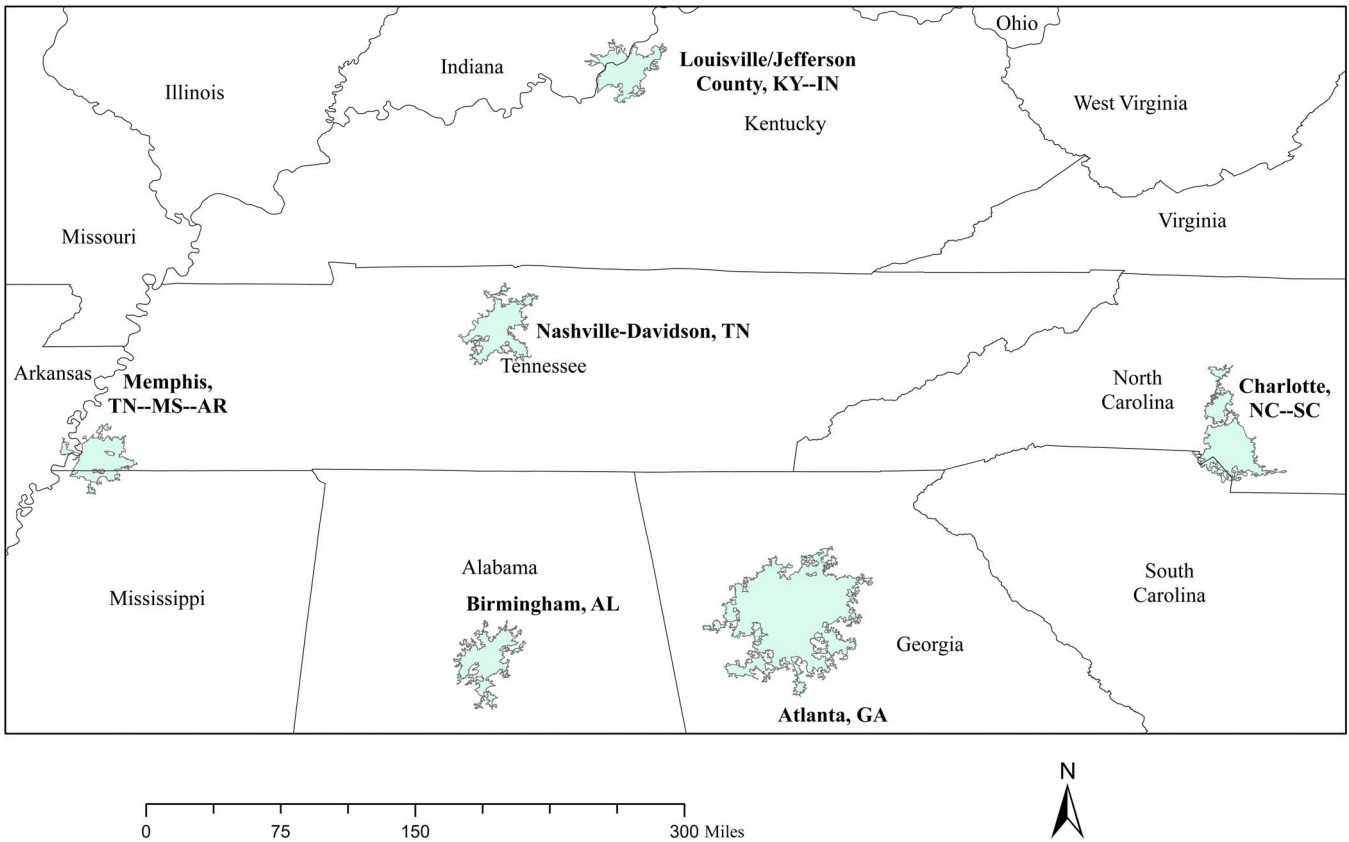 Ohio
Louisville/Jefferson
County, KY--IN
Indiana
Illinois
West Virginia
Kentucky
Virginia
Missouri
Nashville-Davidson, TN
Tennessee
Arkansas
Memphis,
TN--MS--AR
North
Carolina
Charlotte,
NC--SC
Alabama
Birmingham, AL
Mississippi
South
Carolina
Georgia
Atlanta, GA
N
0 75 150 300 Miles